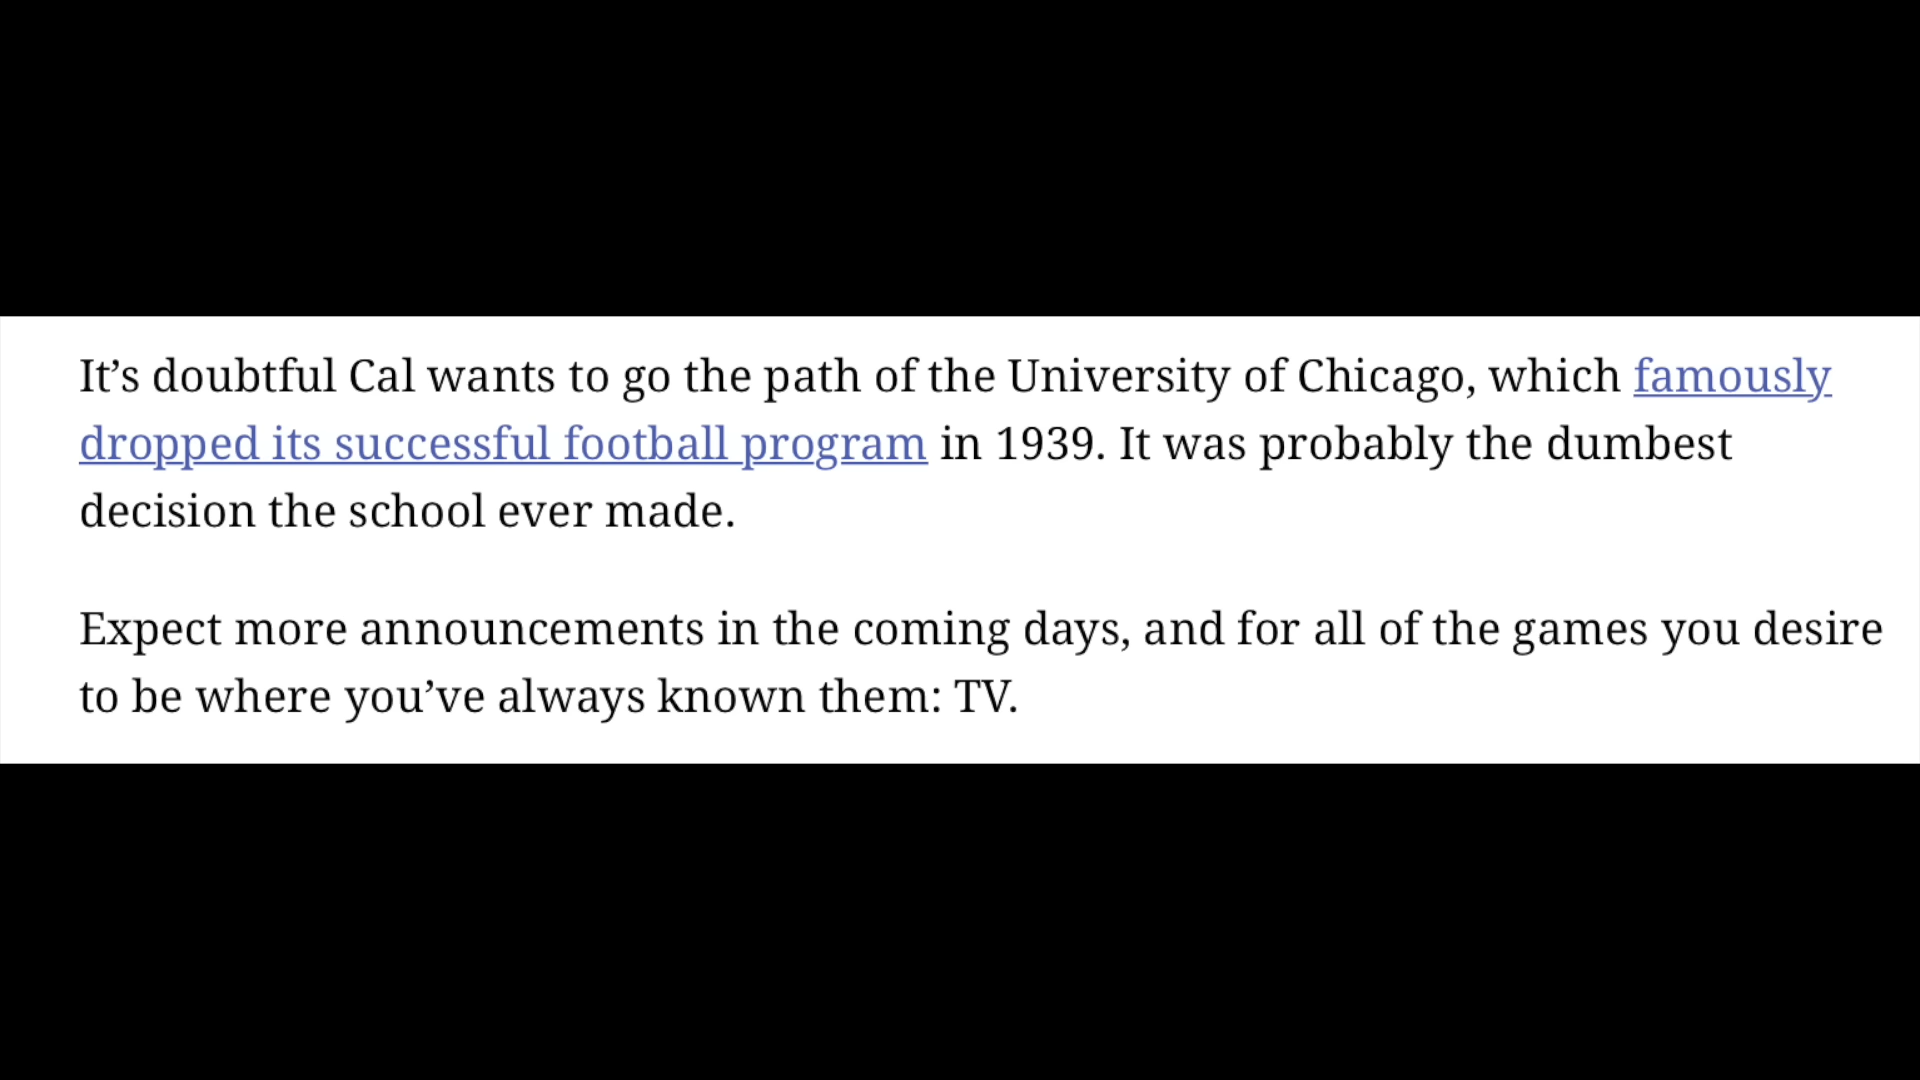 It’s doubtful Cal wants to go the path of the University of Chicago, which famously
dropped its successful football program in 1939. It was probably the dumbest
decision the school ever made.
Expect more announcements in the coming days, and for all of the games you desire
to be where you’ve always known them: TV.